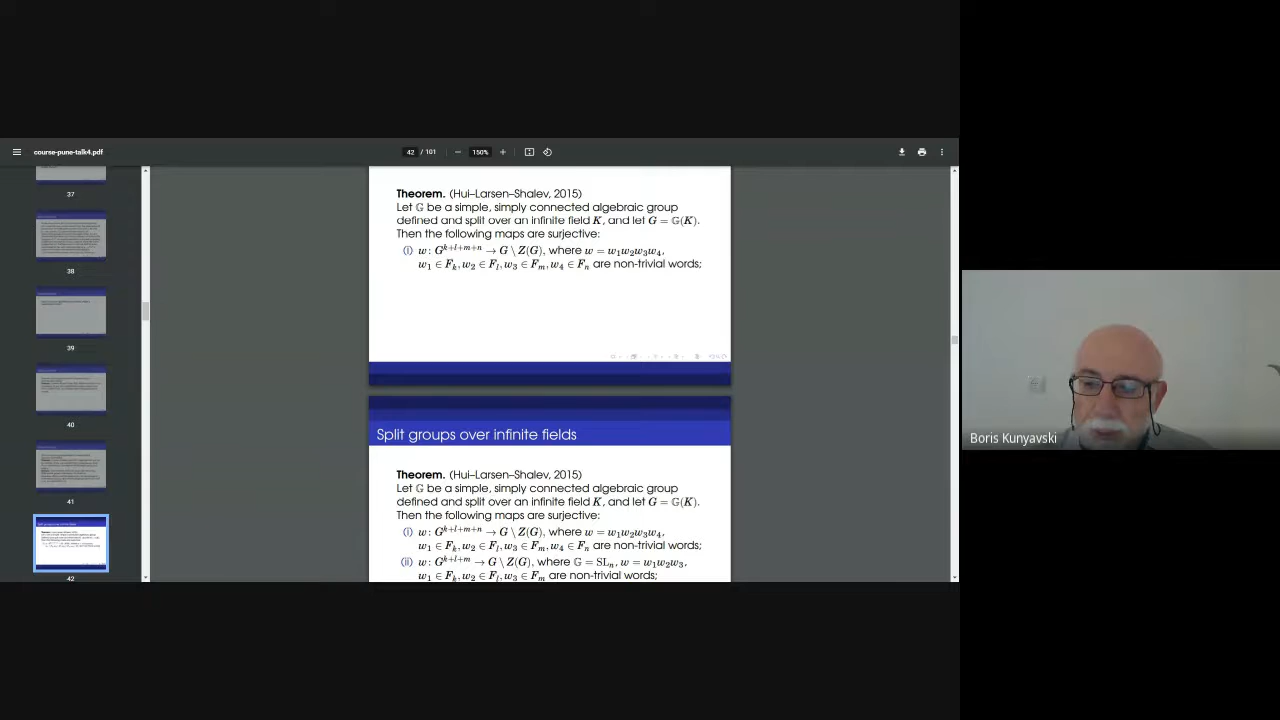 course-pune-talk4.pdf
42 / 101
150%
37
38
39
40
41
42
Theorem. (Hui–Larsen–Shalev, 2015)
Let 𝔾 be a simple, simply connected algebraic group
defined and split over an infinite field K, and let G = 𝔾(K).
Then the following maps are surjective:
(i) w: G^{k+l+m+n} → G \ Z(G), where w = w₁w₂w₃w₄,
w₁ ∈ F_k, w₂ ∈ F_l, w₃ ∈ F_m, w₄ ∈ F_n are non-trivial words;
Split groups over infinite fields
Theorem. (Hui–Larsen–Shalev, 2015)
Let 𝔾 be a simple, simply connected algebraic group
defined and split over an infinite field K, and let G = 𝔾(K).
Then the following maps are surjective:
(i) w: G^{k+l+m+n} → G \ Z(G), where w = w₁w₂w₃w₄,
w₁ ∈ F_k, w₂ ∈ F_l, w₃ ∈ F_m, w₄ ∈ F_n are non-trivial words;
(ii) w: G^{k+l+m} → G \ Z(G), where 𝔾 = SL_n, w = w₁w₂w₃,
w₁ ∈ F_k, w₂ ∈ F_l, w₃ ∈ F_m are non-trivial words;
Boris Kunyavski